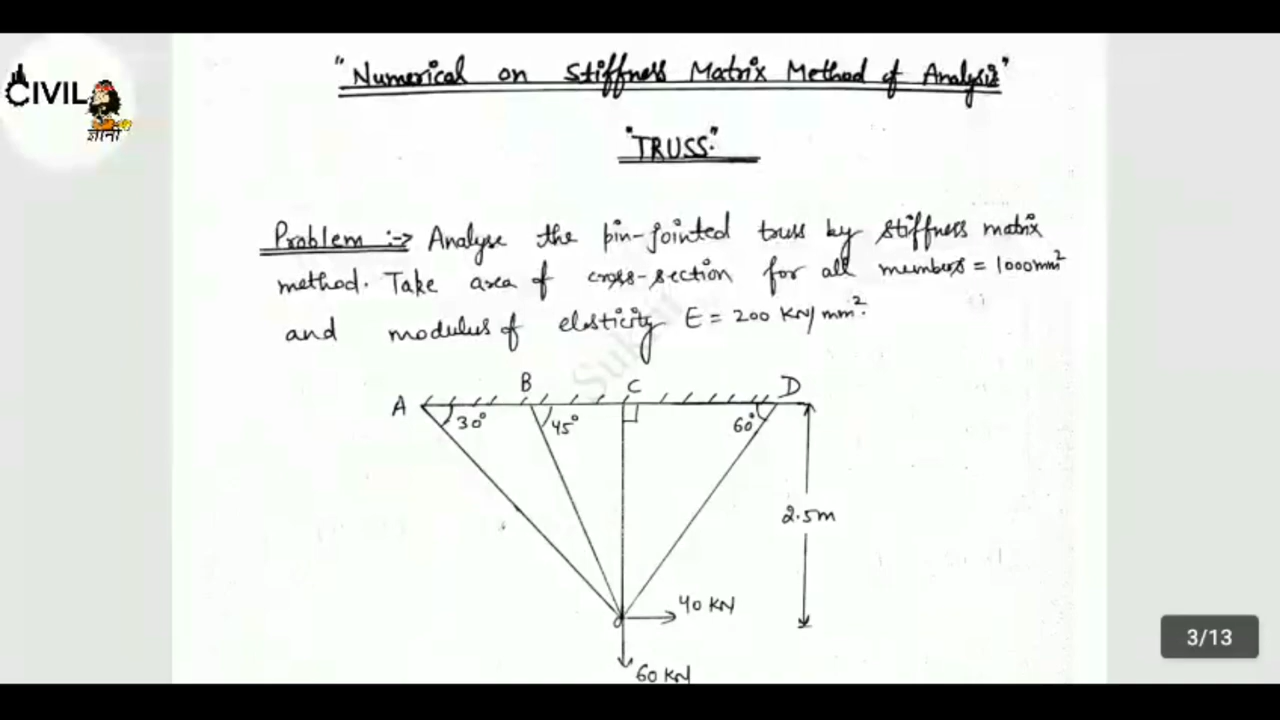 CIVIL
ज्ञानी
"Numerical on Stiffness Matrix Method of Analysis"
"TRUSS."
Problem :-> Analyse the pin-jointed truss by stiffness matrix
method. Take area of cross-section for all members = 1000mm²
and modulus of elasticity E = 200 KN/mm².
A B C D
30° 45° 60°
2.5m
40 KN
60 KN
3/13